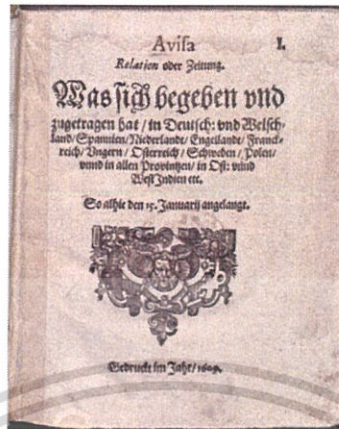 Avisa
I.
Relation oder Zeitung.
Was sich begeben vnd
zugetragen hat / in Deutsch: vnd Welsch-
land/Spannien/Niederlandt/Engellandt/Franck-
reich/Vngern/Osterreich/Schweden/Polen/
vnnd in allen Provintzen/in Ost: vnnd
West Indien etc.
So alhie den 15. Januarij angelangt.
Gedruckt im Jahr/1609.